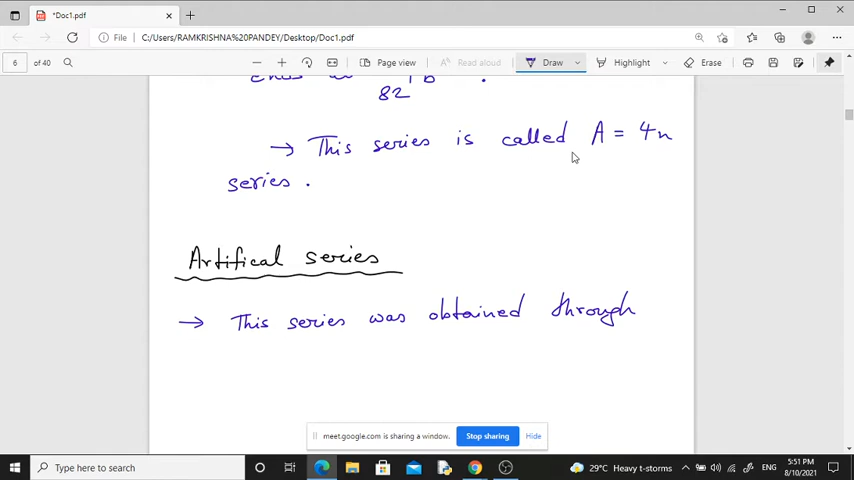 *Doc1.pdf
File C:/Users/RAMKRISHNA%20PANDEY/Desktop/Doc1.pdf
6 of 40 Page view Read aloud Draw Highlight Erase
82
→ This series is called A = 4n
series.
Artifical series
→ This series was obtained through
meet.google.com is sharing a window. Stop sharing Hide
Type here to search 29°C Heavy t-storms ENG 5:51 PM
8/10/2021